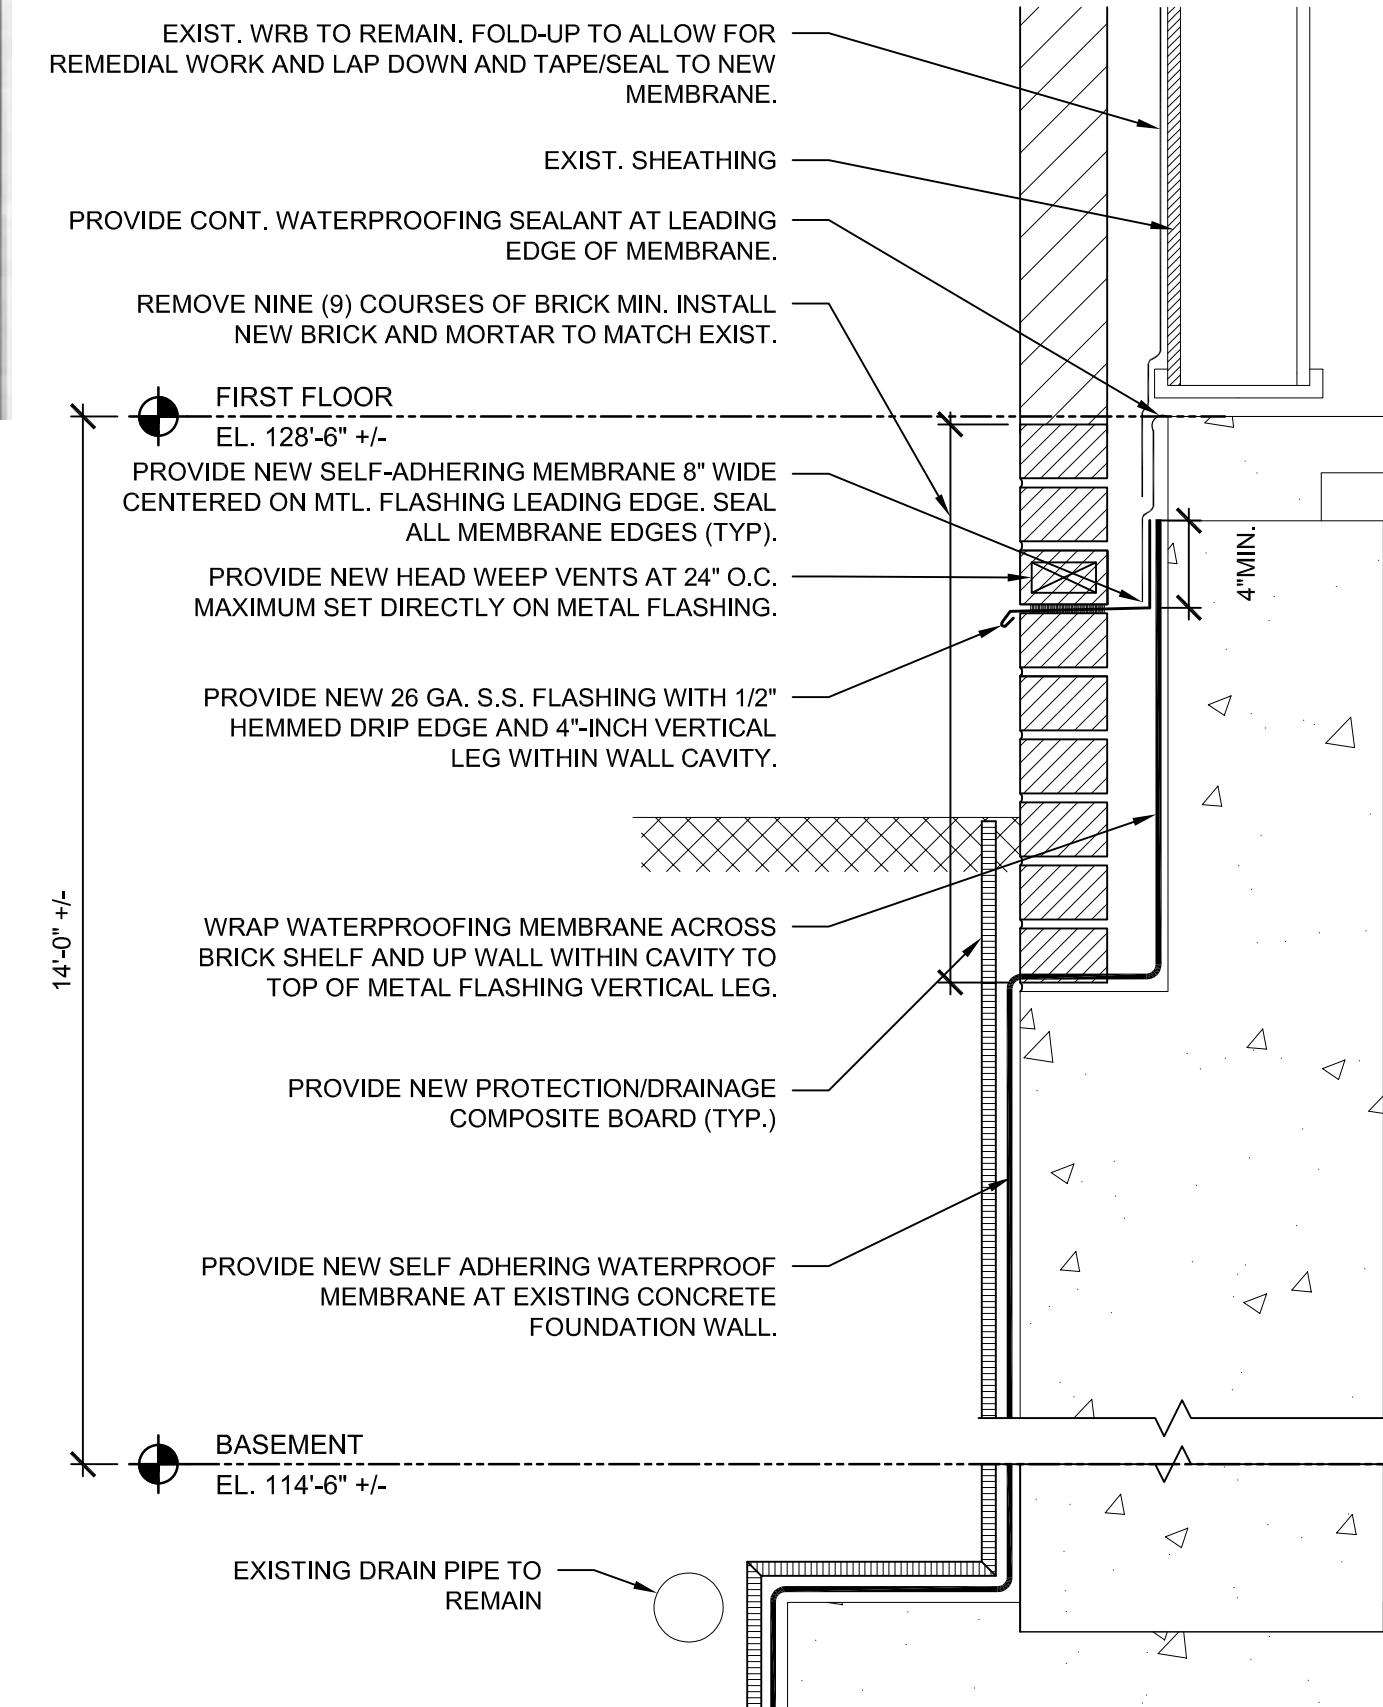 EXIST. WRB TO REMAIN. FOLD-UP TO ALLOW FOR
REMEDIAL WORK AND LAP DOWN AND TAPE/SEAL TO NEW
MEMBRANE.
EXIST. SHEATHING
PROVIDE CONT. WATERPROOFING SEALANT AT LEADING
EDGE OF MEMBRANE.
REMOVE NINE (9) COURSES OF BRICK MIN. INSTALL
NEW BRICK AND MORTAR TO MATCH EXIST.
FIRST FLOOR
EL. 128'-6" +/-
PROVIDE NEW SELF-ADHERING MEMBRANE 8" WIDE
CENTERED ON MTL. FLASHING LEADING EDGE. SEAL
ALL MEMBRANE EDGES (TYP).
4"MIN.
PROVIDE NEW HEAD WEEP VENTS AT 24" O.C.
MAXIMUM SET DIRECTLY ON METAL FLASHING.
PROVIDE NEW 26 GA. S.S. FLASHING WITH 1/2"
HEMMED DRIP EDGE AND 4"-INCH VERTICAL
LEG WITHIN WALL CAVITY.
14'-0" +/-
WRAP WATERPROOFING MEMBRANE ACROSS
BRICK SHELF AND UP WALL WITHIN CAVITY TO
TOP OF METAL FLASHING VERTICAL LEG.
PROVIDE NEW PROTECTION/DRAINAGE
COMPOSITE BOARD (TYP.)
PROVIDE NEW SELF ADHERING WATERPROOF
MEMBRANE AT EXISTING CONCRETE
FOUNDATION WALL.
BASEMENT
EL. 114'-6" +/-
EXISTING DRAIN PIPE TO
REMAIN